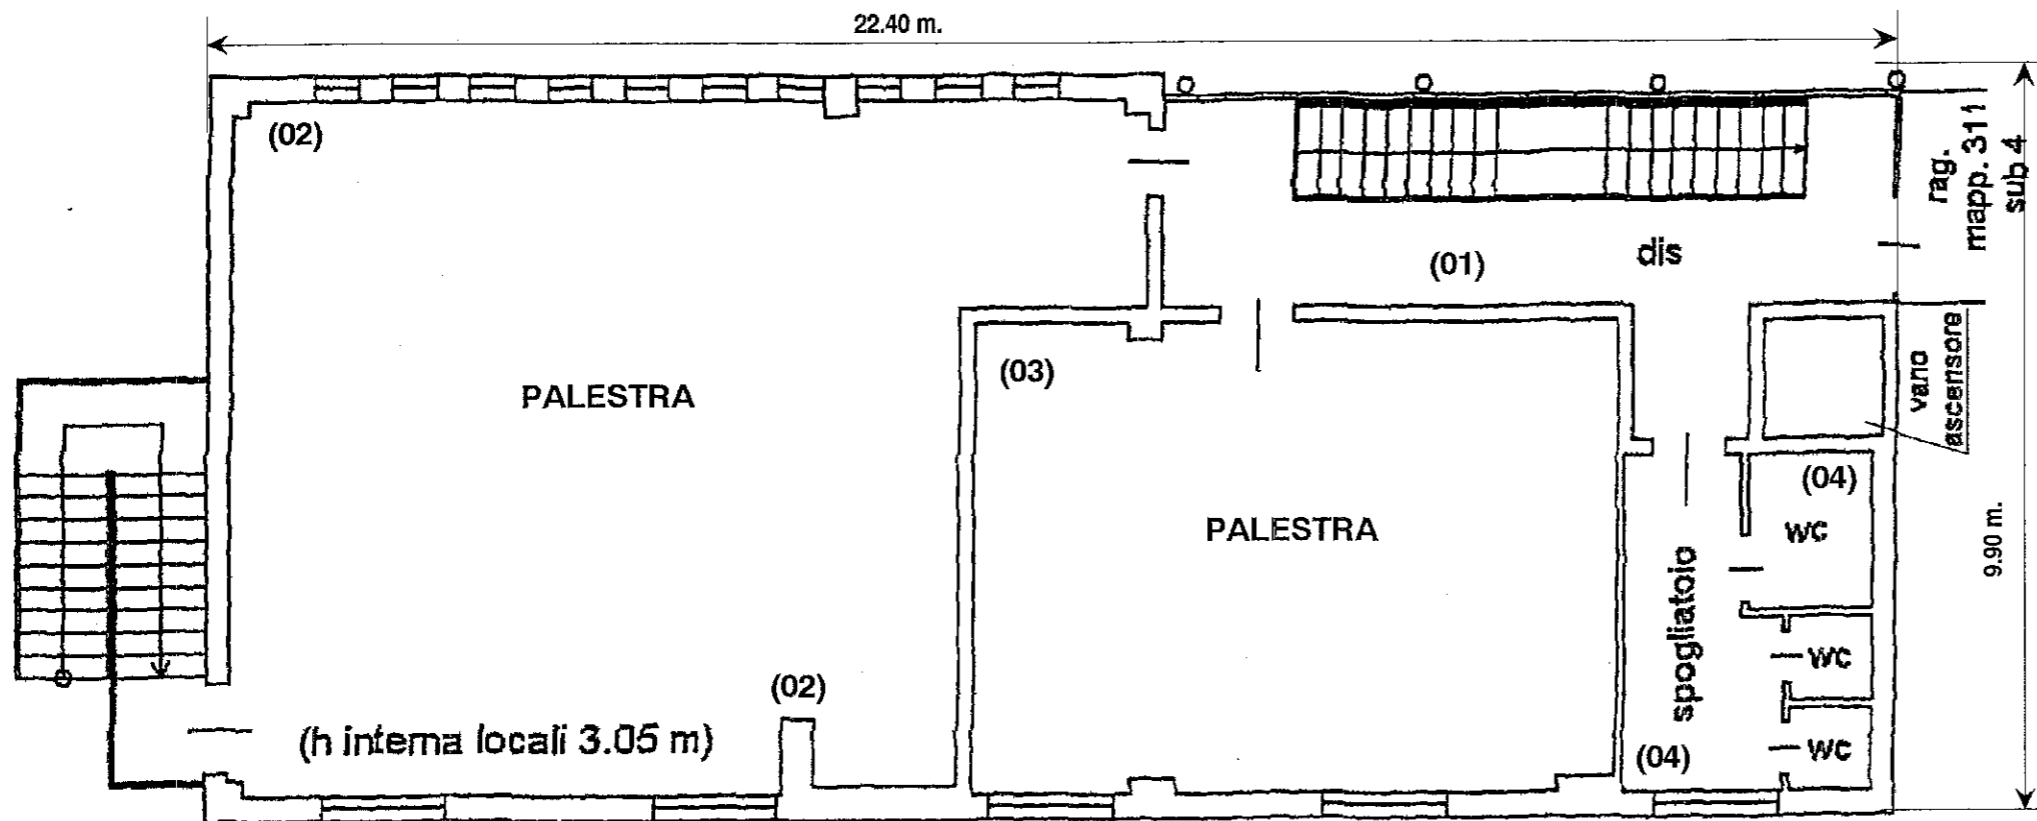 22.40 m.
(02)
rag.
mapp. 311
sub 4
(01)
dis
(03)
PALESTRA
vano
ascensore
(04)
PALESTRA
wc
9.90 m.
spogliatoio
wc
(02)
(h interna locali 3.05 m)
(04)
wc